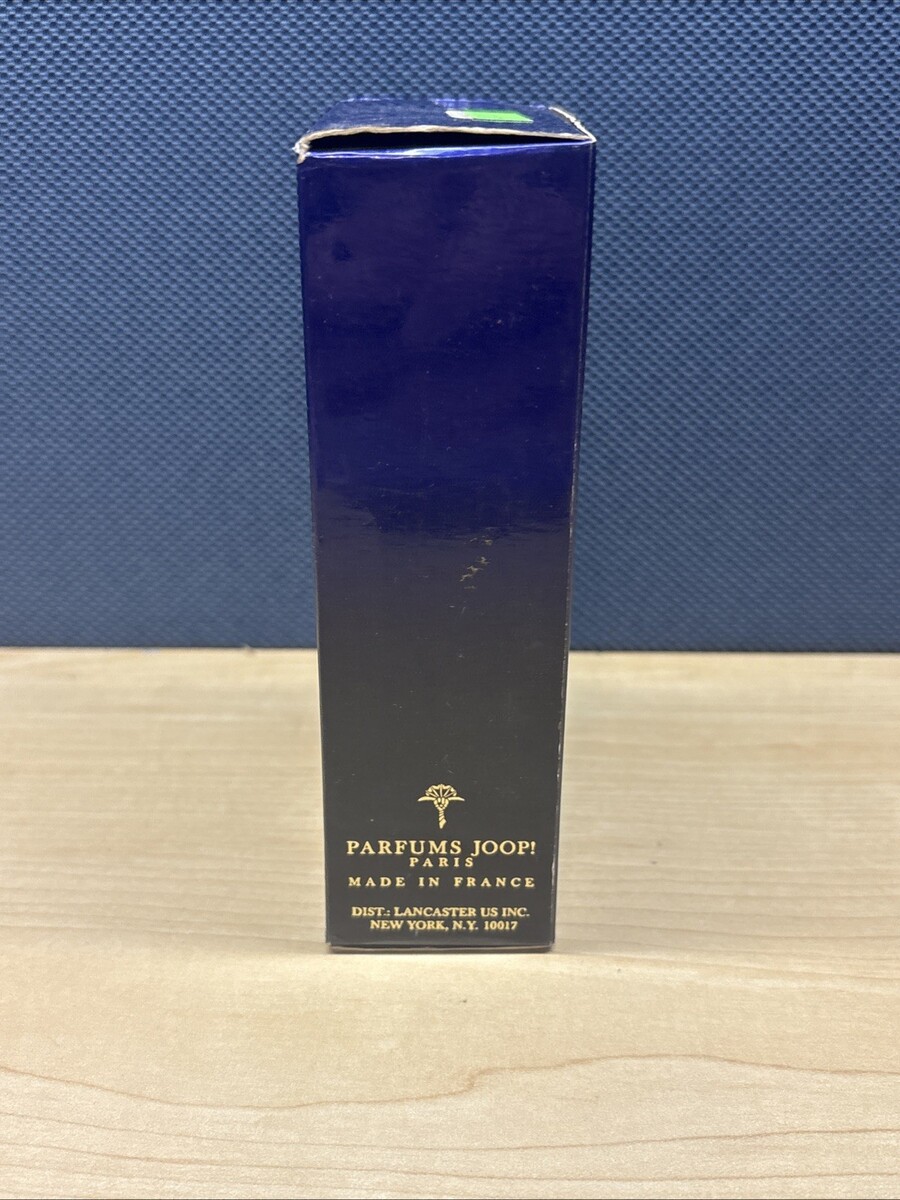 PARFUMS JOOP!
PARIS
MADE IN FRANCE
DIST.: LANCASTER US INC.
NEW YORK, N.Y. 10017